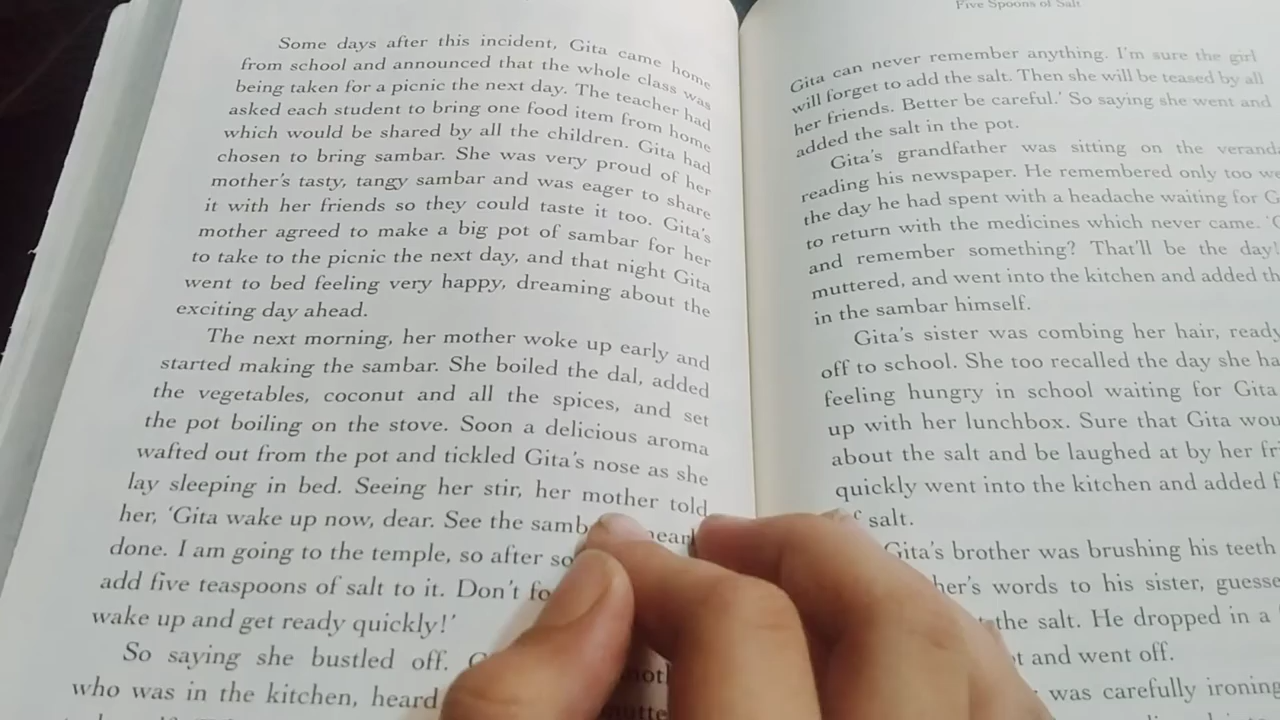 Some days after this incident, Gita came home
from school and announced that the whole class was
being taken for a picnic the next day. The teacher had
asked each student to bring one food item from home
which would be shared by all the children. Gita had
chosen to bring sambar. She was very proud of her
mother's tasty, tangy sambar and was eager to share
it with her friends so they could taste it too. Gita's
mother agreed to make a big pot of sambar for her
to take to the picnic the next day, and that night Gita
went to bed feeling very happy, dreaming about the
exciting day ahead.
The next morning, her mother woke up early and
started making the sambar. She boiled the dal, added
the vegetables, coconut and all the spices, and set
the pot boiling on the stove. Soon a delicious aroma
wafted out from the pot and tickled Gita's nose as she
lay sleeping in bed. Seeing her stir, her mother told
her, 'Gita wake up now, dear. See the
done. I am going to the temple, so after
add five teaspoons of salt to it. Don't
wake up and get ready quickly!'
So saying she bustled off.
who was in the kitchen, heard
Five Spoons of Salt
Gita can never remember anything. I'm sure the girl
will forget to add the salt. Then she will be teased by all
her friends. Better be careful.' So saying she went and
added the salt in the pot.
Gita's grandfather was sitting on the
reading his newspaper. He remembered only too
the day he had spent with a headache waiting for
to return with the medicines which never came.
and remember something? That'll be the day!
muttered, and went into the kitchen and added
in the sambar himself.
Gita's sister was combing her hair, ready
off to school. She too recalled the day she
feeling hungry in school waiting for Gita
up with her lunchbox. Sure that Gita
about the salt and be laughed at by her
quickly went into the kitchen and added
salt.
Gita's brother was brushing his teeth
words to his sister,
the salt. He dropped in a
and went off.
was carefully ironing